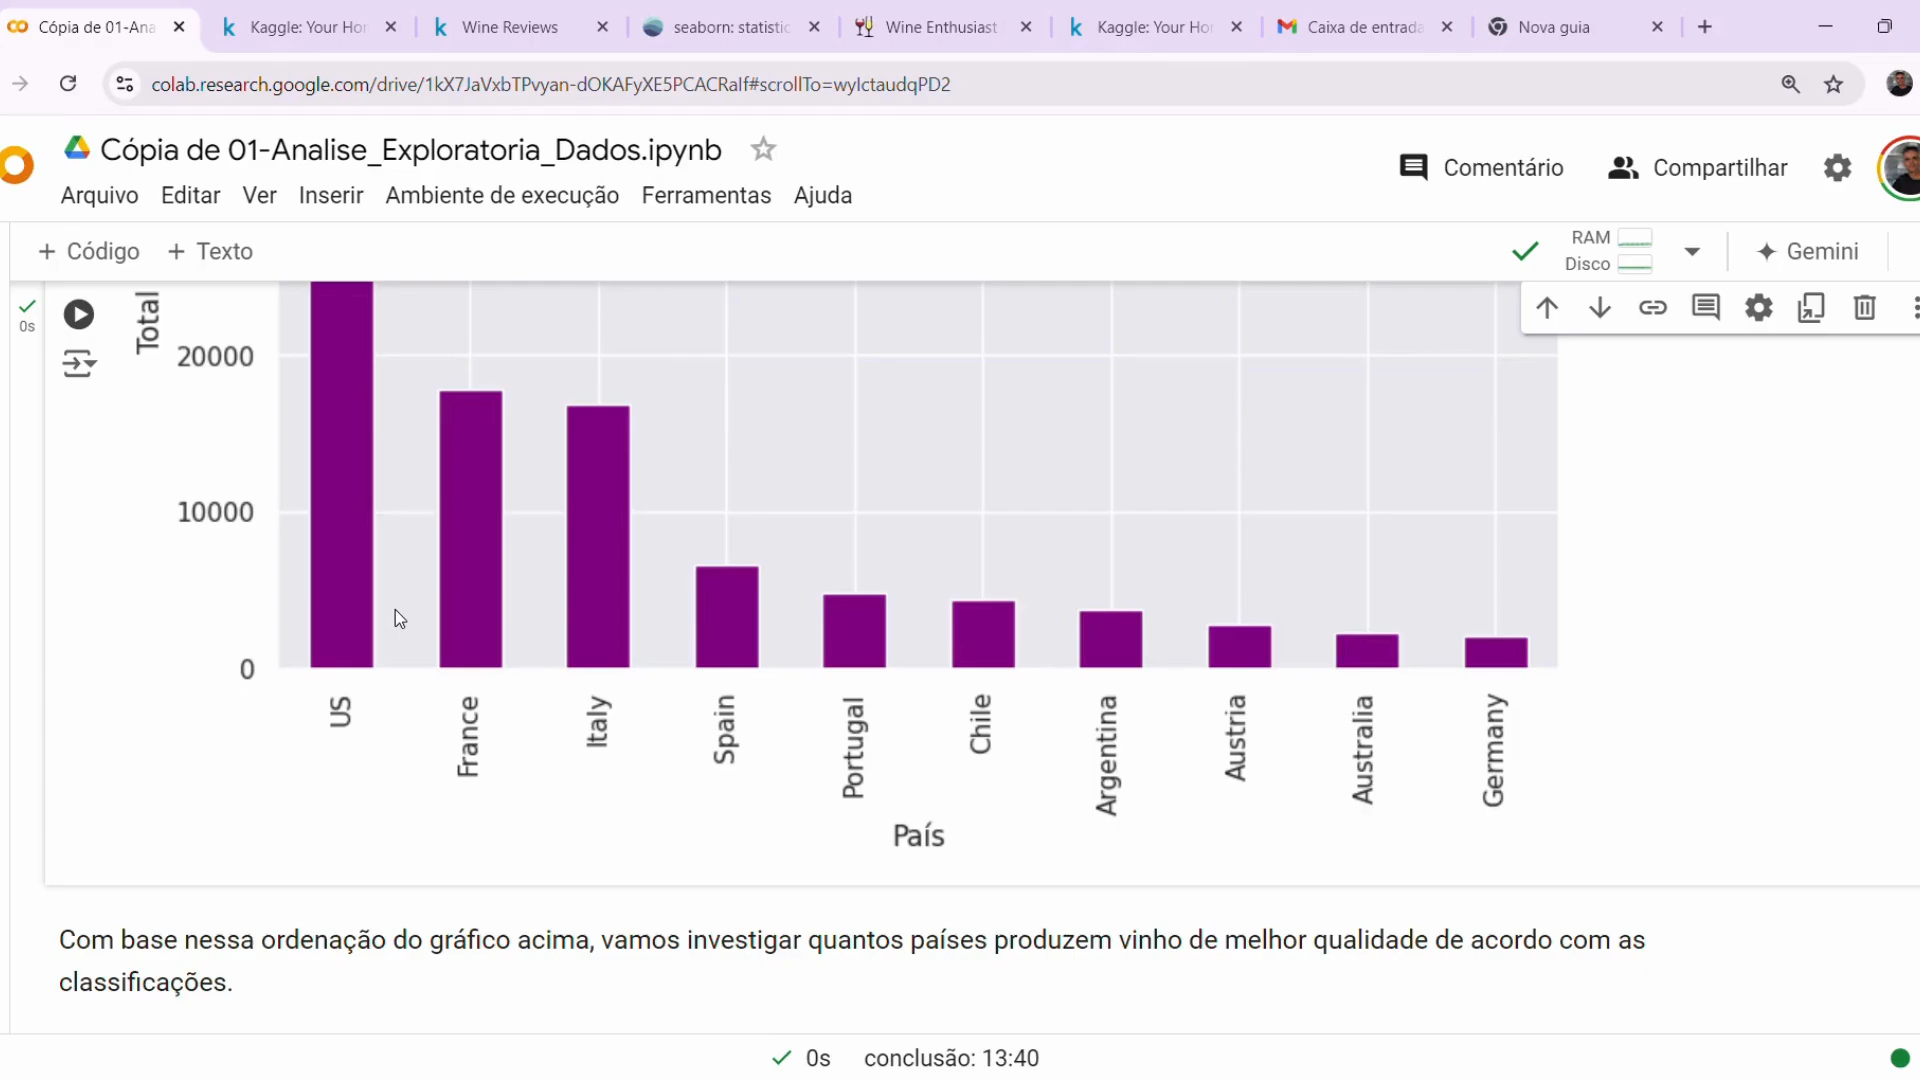 Cópia de 01-Ana
Kaggle: Your Ho
Wine Reviews
seaborn: statistic
Wine Enthusiast
Kaggle: Your Ho
Caixa de entrada
Nova guia
colab.research.google.com/drive/1kX7JaVxbTPvyan-dOKAFyXE5PCACRaIf#scrollTo=wyIctaudqPD2
Cópia de 01-Analise_Exploratoria_Dados.ipynb
Comentário
Compartilhar
Arquivo Editar Ver Inserir Ambiente de execução Ferramentas Ajuda
+ Código + Texto
RAM
Disco
Gemini
0s
Total
20000
10000
0
US
France
Italy
Spain
Portugal
Chile
Argentina
Austria
Australia
Germany
País
Com base nessa ordenação do gráfico acima, vamos investigar quantos países produzem vinho de melhor qualidade de acordo com as
classificações.
0s conclusão: 13:40